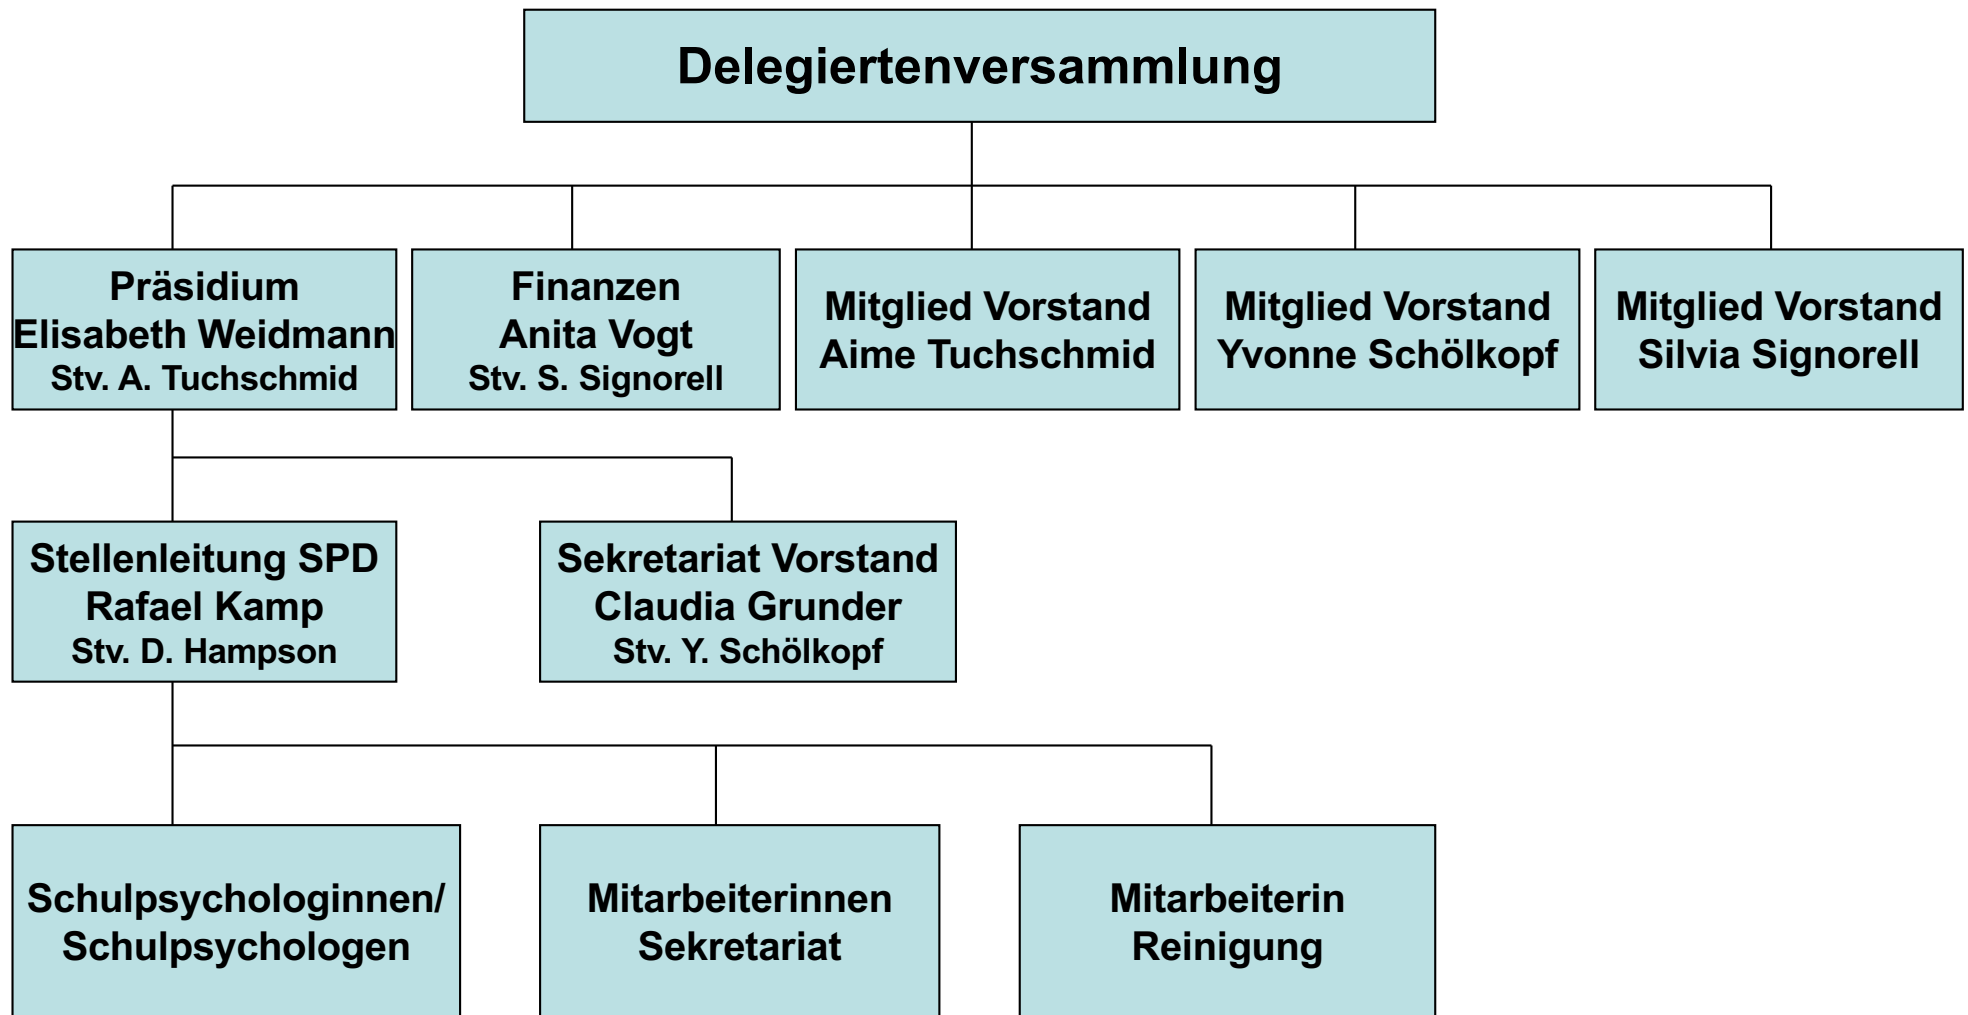 Delegiertenversammlung
Präsidium
Elisabeth Weidmann
Stv. A. Tuchschmid
Finanzen
Anita Vogt
Stv. S. Signorell
Mitglied Vorstand
Aime Tuchschmid
Mitglied Vorstand
Yvonne Schölkopf
Mitglied Vorstand
Silvia Signorell
Stellenleitung SPD
Rafael Kamp
Stv. D. Hampson
Sekretariat Vorstand
Claudia Grunder
Stv. Y. Schölkopf
Schulpsychologinnen/
Schulpsychologen
Mitarbeiterinnen
Sekretariat
Mitarbeiterin
Reinigung